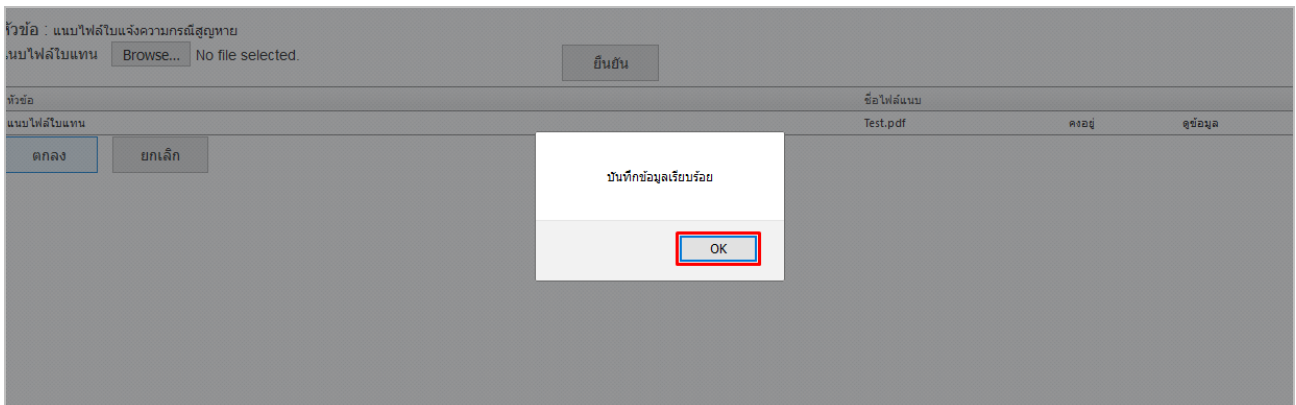 หัวข้อ : แนบไฟล์ใบแจ้งความกรณีสูญหาย
แนบไฟล์ใบแทน Browse... No file selected. ยืนยัน
หัวข้อ ชื่อไฟล์แนบ
แนบไฟล์ใบแทน Test.pdf คงอยู่ ดูข้อมูล
ตกลง ยกเลิก
บันทึกข้อมูลเรียบร้อย
OK